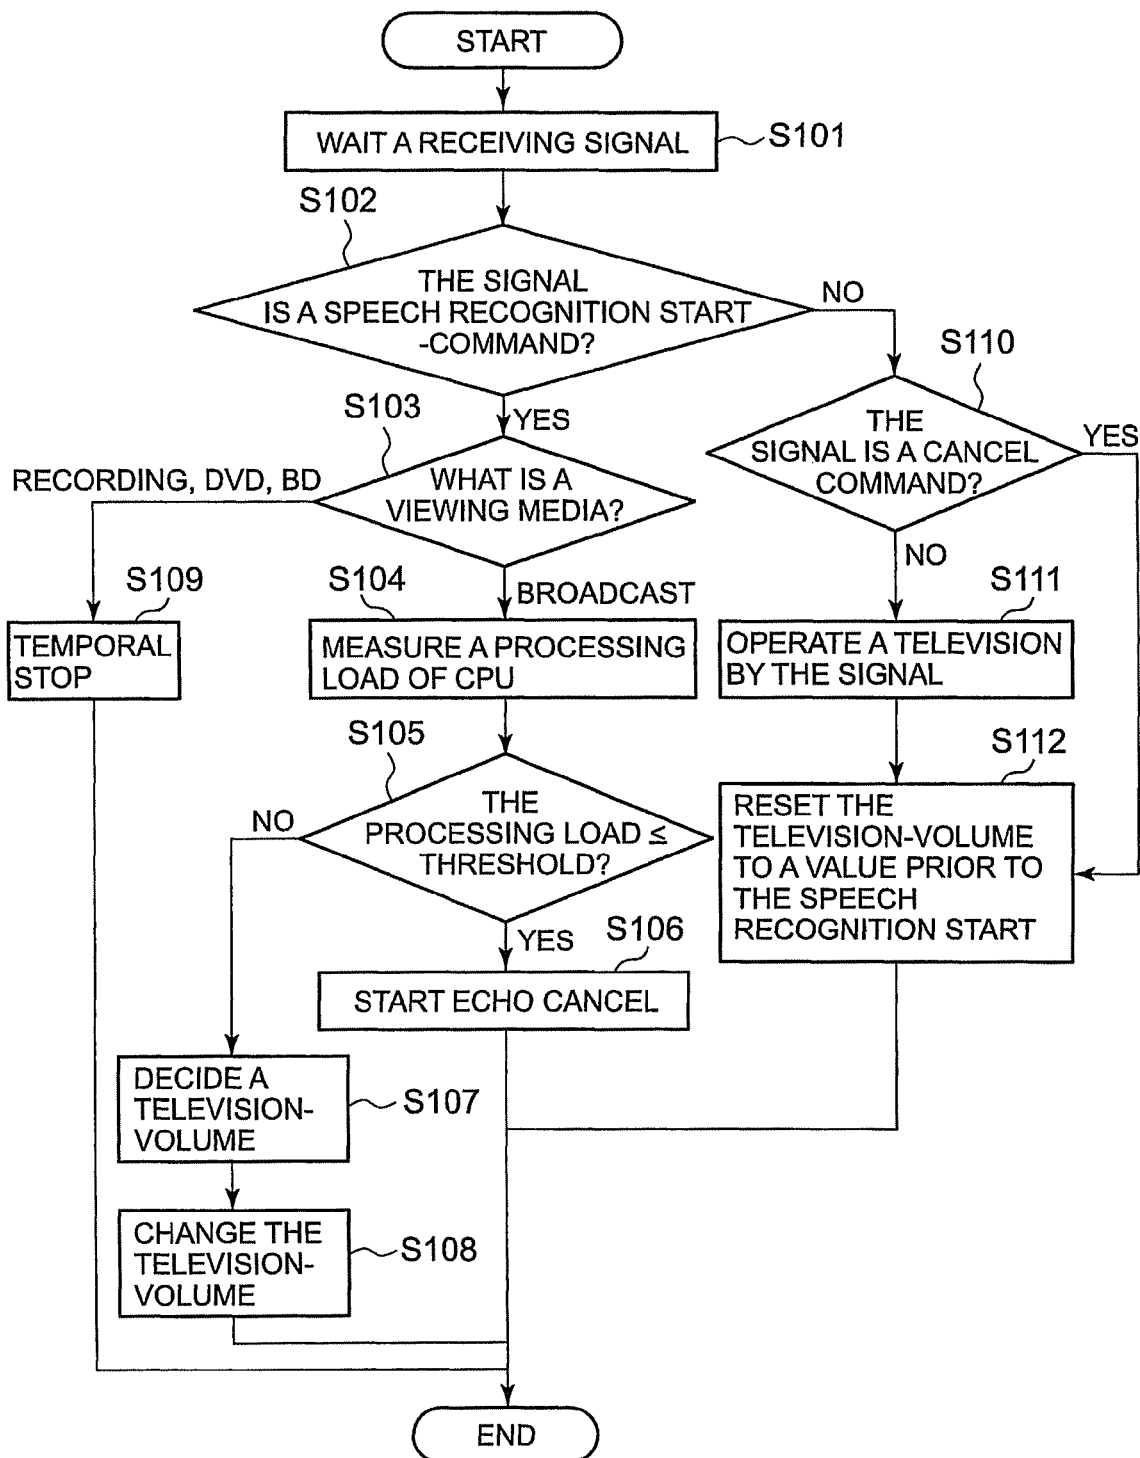 START
WAIT A RECEIVING SIGNAL
S101
S102
THE SIGNAL
IS A SPEECH RECOGNITION START
-COMMAND?
NO
YES
S110
THE
SIGNAL IS A CANCEL
COMMAND?
YES
NO
S103
WHAT IS A
VIEWING MEDIA?
RECORDING, DVD, BD
BROADCAST
S109
TEMPORAL
STOP
S104
MEASURE A PROCESSING
LOAD OF CPU
S111
OPERATE A TELEVISION
BY THE SIGNAL
S105
THE
PROCESSING LOAD ≤
THRESHOLD?
NO
YES
S112
RESET THE
TELEVISION-VOLUME
TO A VALUE PRIOR TO
THE SPEECH
RECOGNITION START
S106
START ECHO CANCEL
DECIDE A
TELEVISION-
VOLUME
S107
CHANGE THE
TELEVISION-
VOLUME
S108
END